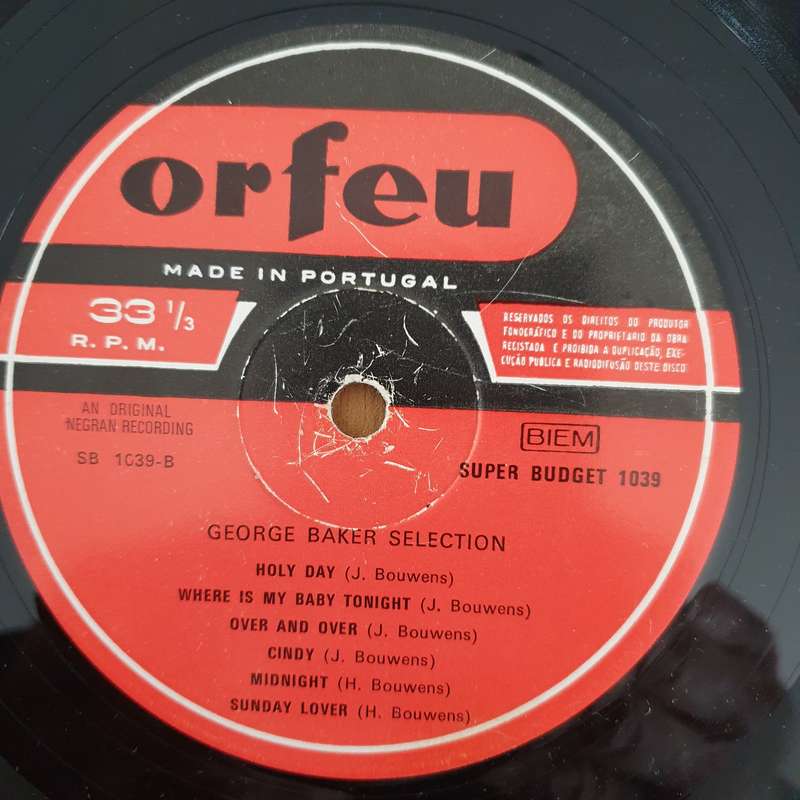 orfeu
MADE IN PORTUGAL
33 1/3
R. P. M.
RESERVADOS OS DIREITOS DO PRODUTOR
FONOGRÁFICO E DO PROPRIETARIO DA OBRA
REGISTADA É PROIBIDA A DUPLICAÇÃO, EXE-
CUÇÃO PUBLICA E RADIODIFUSÃO DESTE DISCO
AN ORIGINAL
NEGRAN RECORDING
SB 1039-B
BIEM
SUPER BUDGET 1039
GEORGE BAKER SELECTION
HOLY DAY (J. Bouwens)
WHERE IS MY BABY TONIGHT (J. Bouwens)
OVER AND OVER (J. Bouwens)
CINDY (J. Bouwens)
MIDNIGHT (H. Bouwens)
SUNDAY LOVER (H. Bouwens)